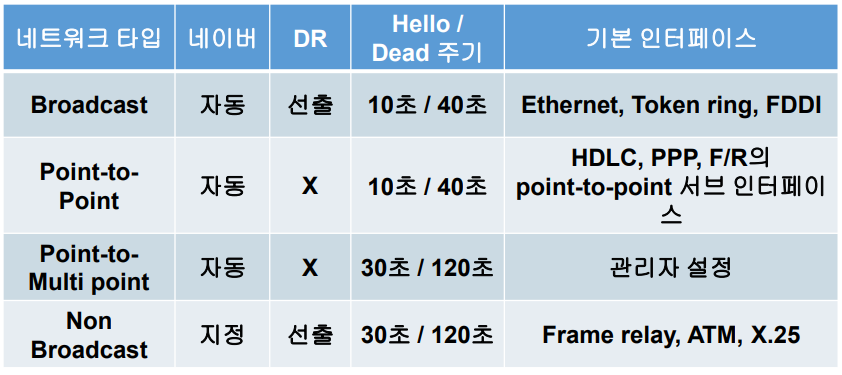 네트워크 타입 네이버 DR Hello / Dead 주기 기본 인터페이스
Broadcast 자동 선출 10초 / 40초 Ethernet, Token ring, FDDI
Point-to-Point 자동 X 10초 / 40초 HDLC, PPP, F/R의 point-to-point 서브 인터페이스
Point-to-Multi point 자동 X 30초 / 120초 관리자 설정
Non Broadcast 지정 선출 30초 / 120초 Frame relay, ATM, X.25